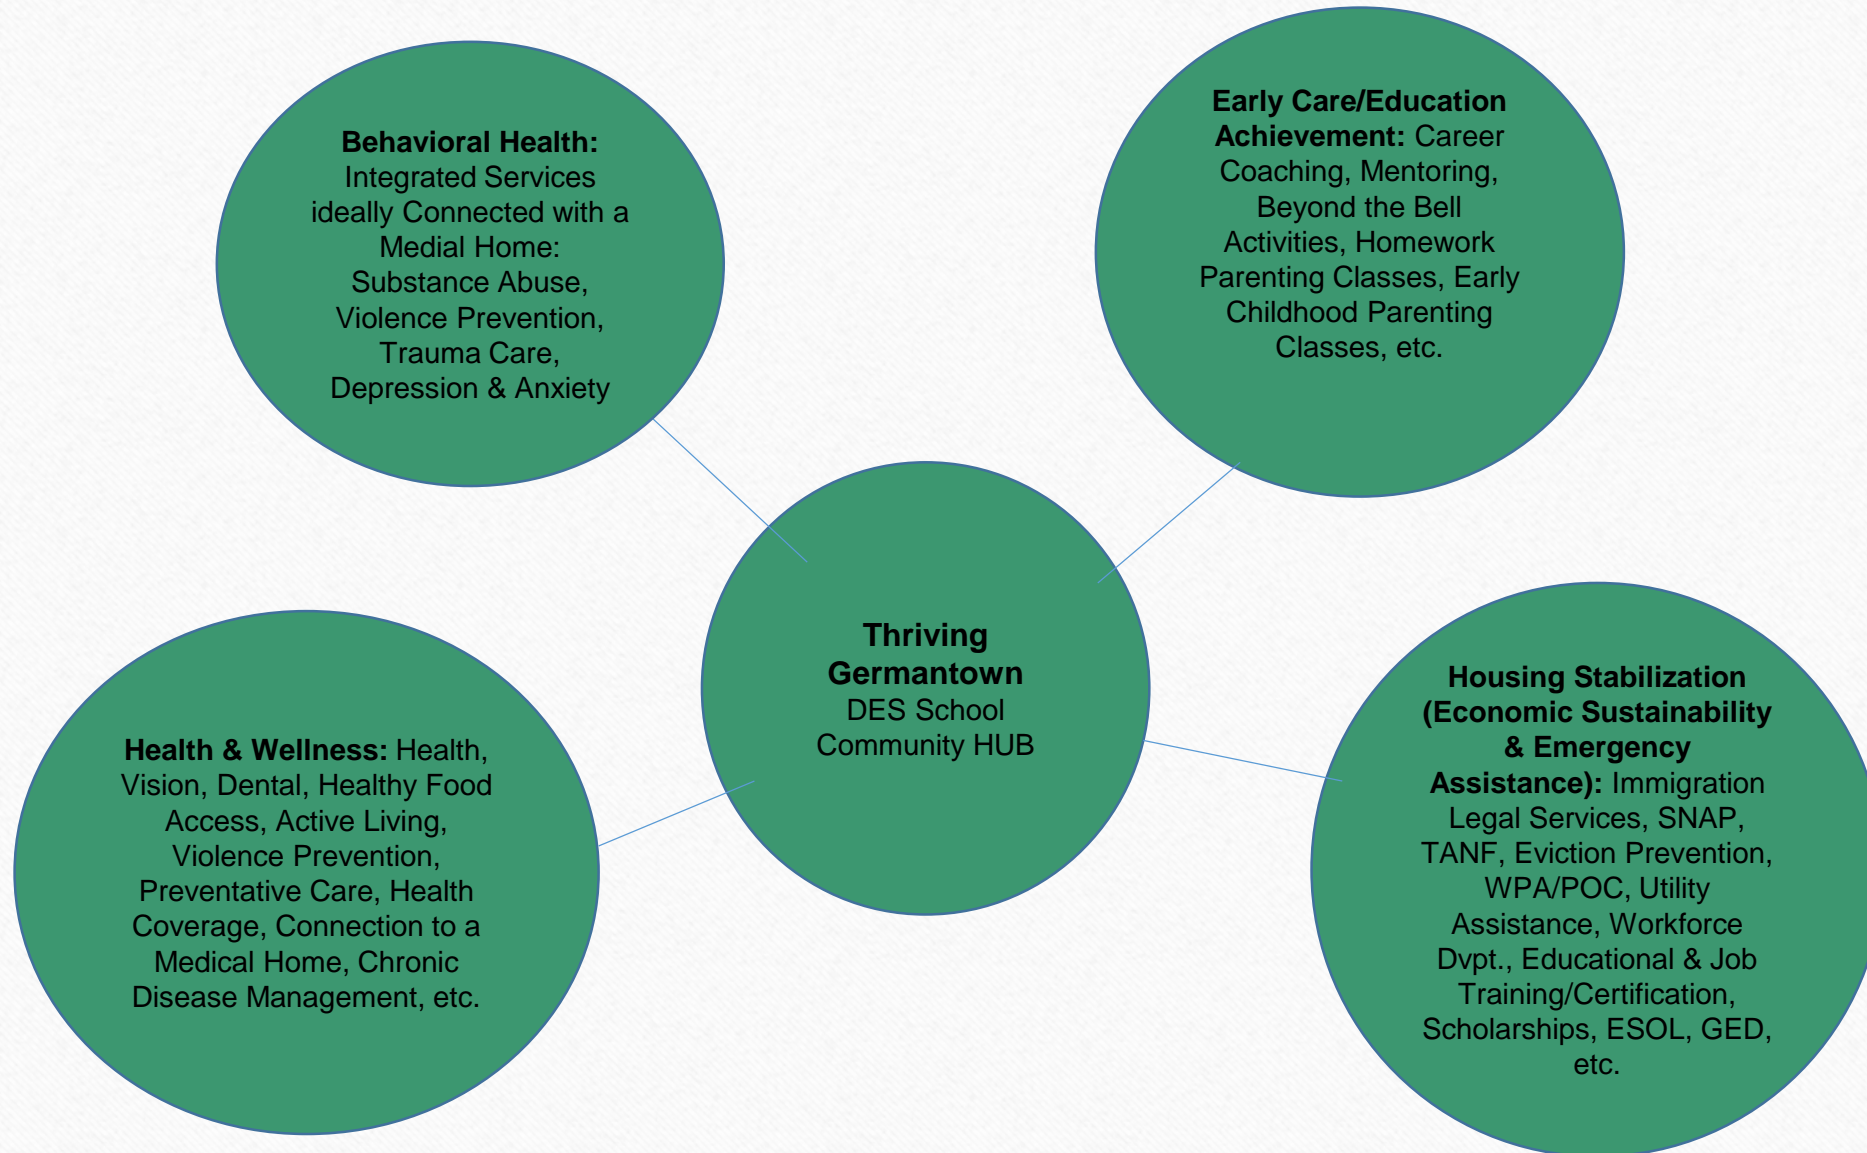 Behavioral Health:
Integrated Services
ideally Connected with a
Medial Home:
Substance Abuse,
Violence Prevention,
Trauma Care,
Depression & Anxiety
Early Care/Education
Achievement: Career
Coaching, Mentoring,
Beyond the Bell
Activities, Homework
Parenting Classes, Early
Childhood Parenting
Classes, etc.
Thriving
Germantown
DES School
Community HUB
Health & Wellness: Health,
Vision, Dental, Healthy Food
Access, Active Living,
Violence Prevention,
Preventative Care, Health
Coverage, Connection to a
Medical Home, Chronic
Disease Management, etc.
Housing Stabilization
(Economic Sustainability
& Emergency
Assistance): Immigration
Legal Services, SNAP,
TANF, Eviction Prevention,
WPA/POC, Utility
Assistance, Workforce
Dvpt., Educational & Job
Training/Certification,
Scholarships, ESOL, GED,
etc.